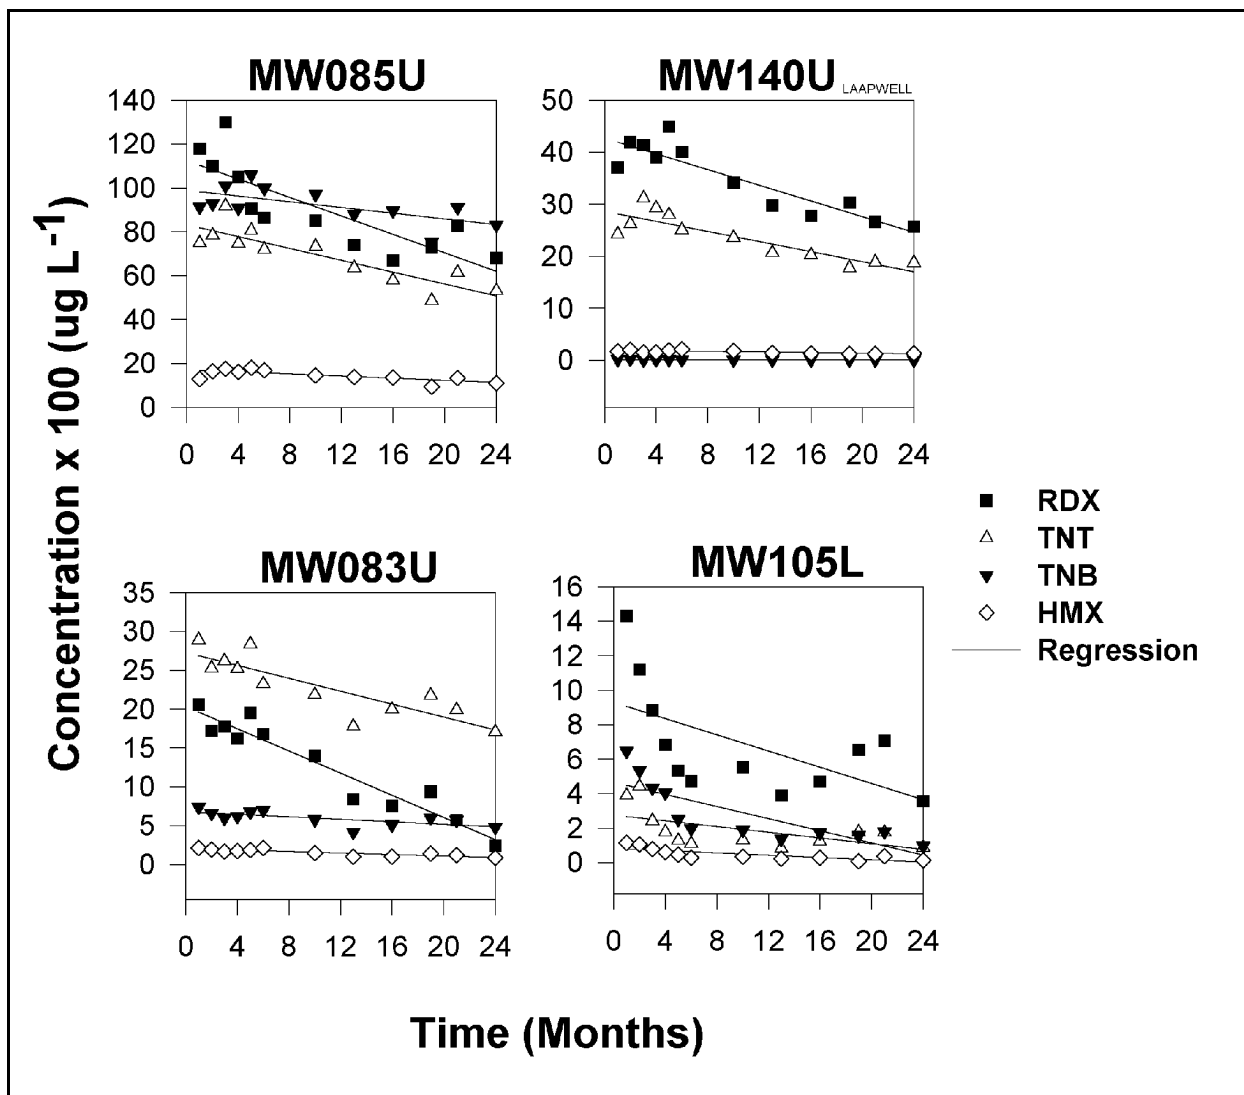 MW085U
MW140U LAAPWELL
140
120
100
80
60
40
20
0
0 4 8 12 16 20 24
50
40
30
20
10
0
0 4 8 12 16 20 24
Concentration x 100 (ug L-1)
MW083U
MW105L
35
30
25
20
15
10
5
0
0 4 8 12 16 20 24
16
14
12
10
8
6
4
2
0
0 4 8 12 16 20 24
RDX
TNT
TNB
HMX
Regression
Time (Months)